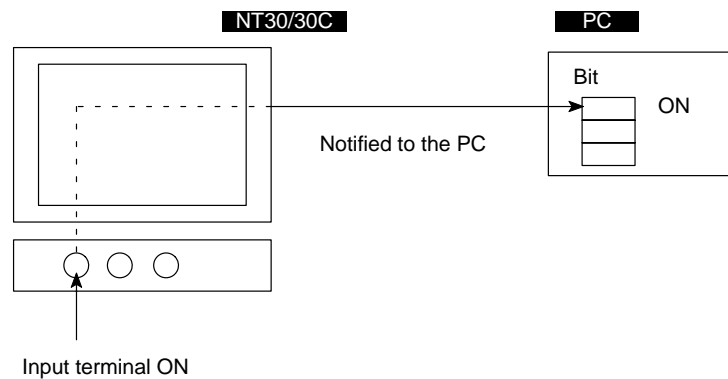 NT30/30C
PC
Bit
ON
Notified to the PC
Input terminal ON